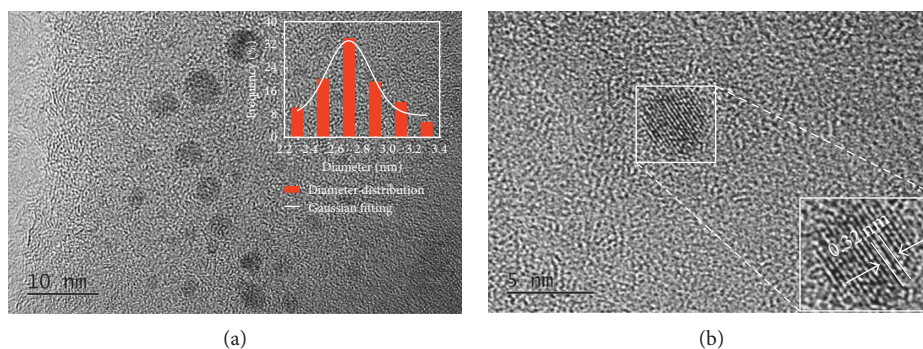 40
32
24
16
8
0
Frequency (%)
2.2 2.4 2.6 2.8 3.0 3.2 3.4
Diameter (nm)
Diameter distribution
Gaussian fitting
10 nm
(a)
0.32 nm
5 nm
(b)